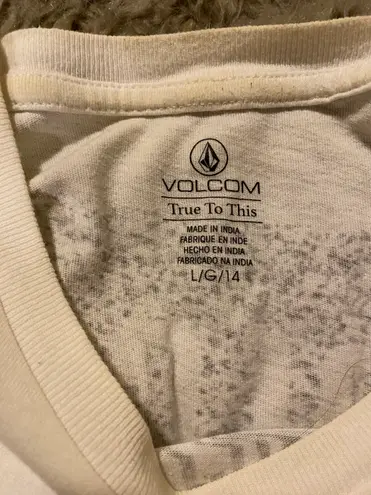 VOLCOM
True To This
MADE IN INDIA
FABRIQUE EN INDE
HECHO EN INDIA
FABRICADO NA INDIA
L/G/14